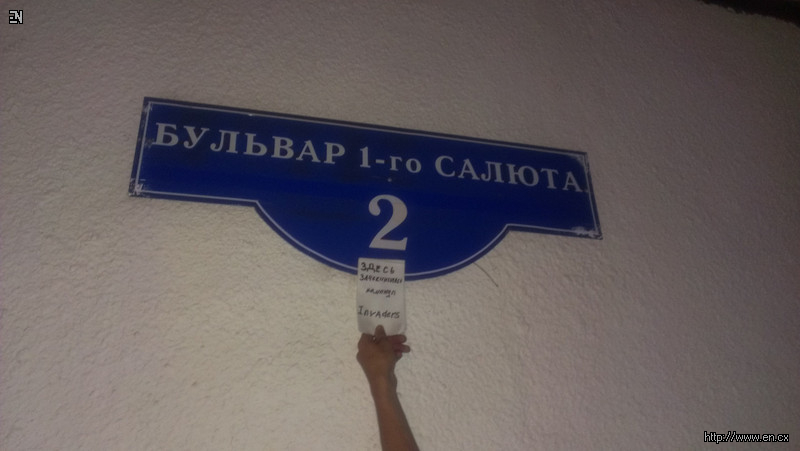 EN
БУЛЬВАР 1-го САЛЮТА
2
ЗДЕСЬ
Invaders
http://www.en.cx